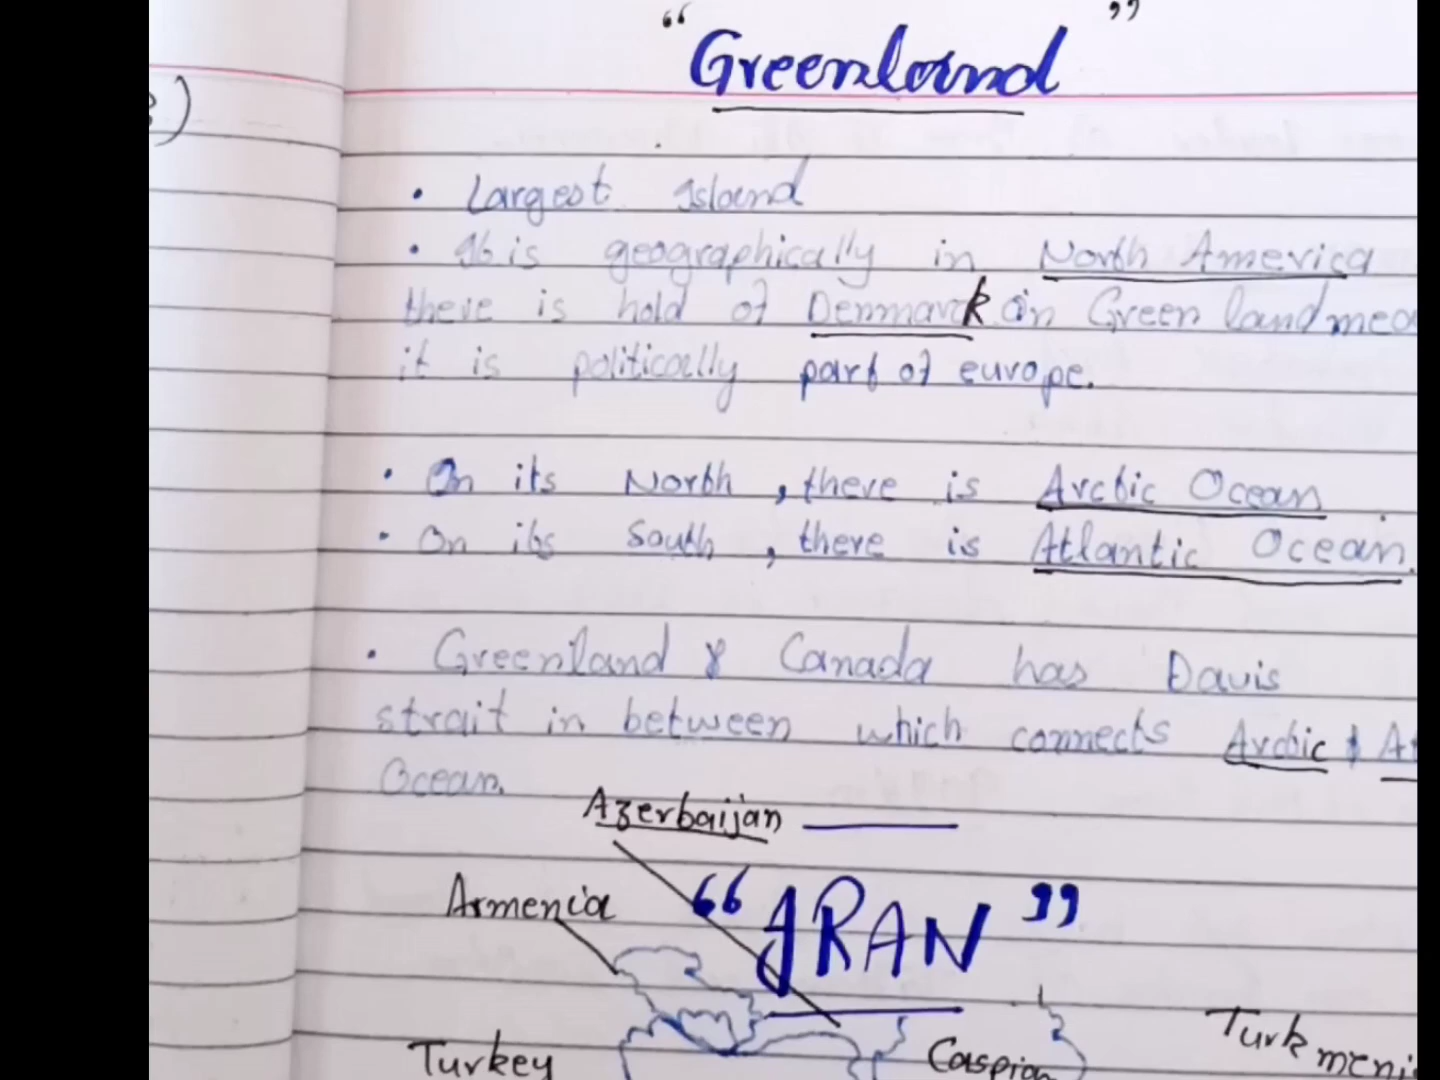 "Greenland"
• Largest Island
• It is geographically in North America
there is hold of Denmark on Green land
it is politically part of europe.
• On its North, there is Arctic Ocean
• On its South, there is Atlantic Ocean.
• Greenland & Canada has Davis
strait in between which connects Arctic &
Ocean.
Azerbaijan
Armenia
"IRAN"
Turkey
Caspian